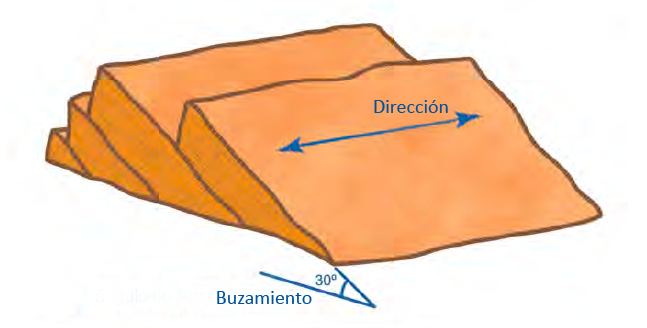 Dirección
30º
Buzamiento